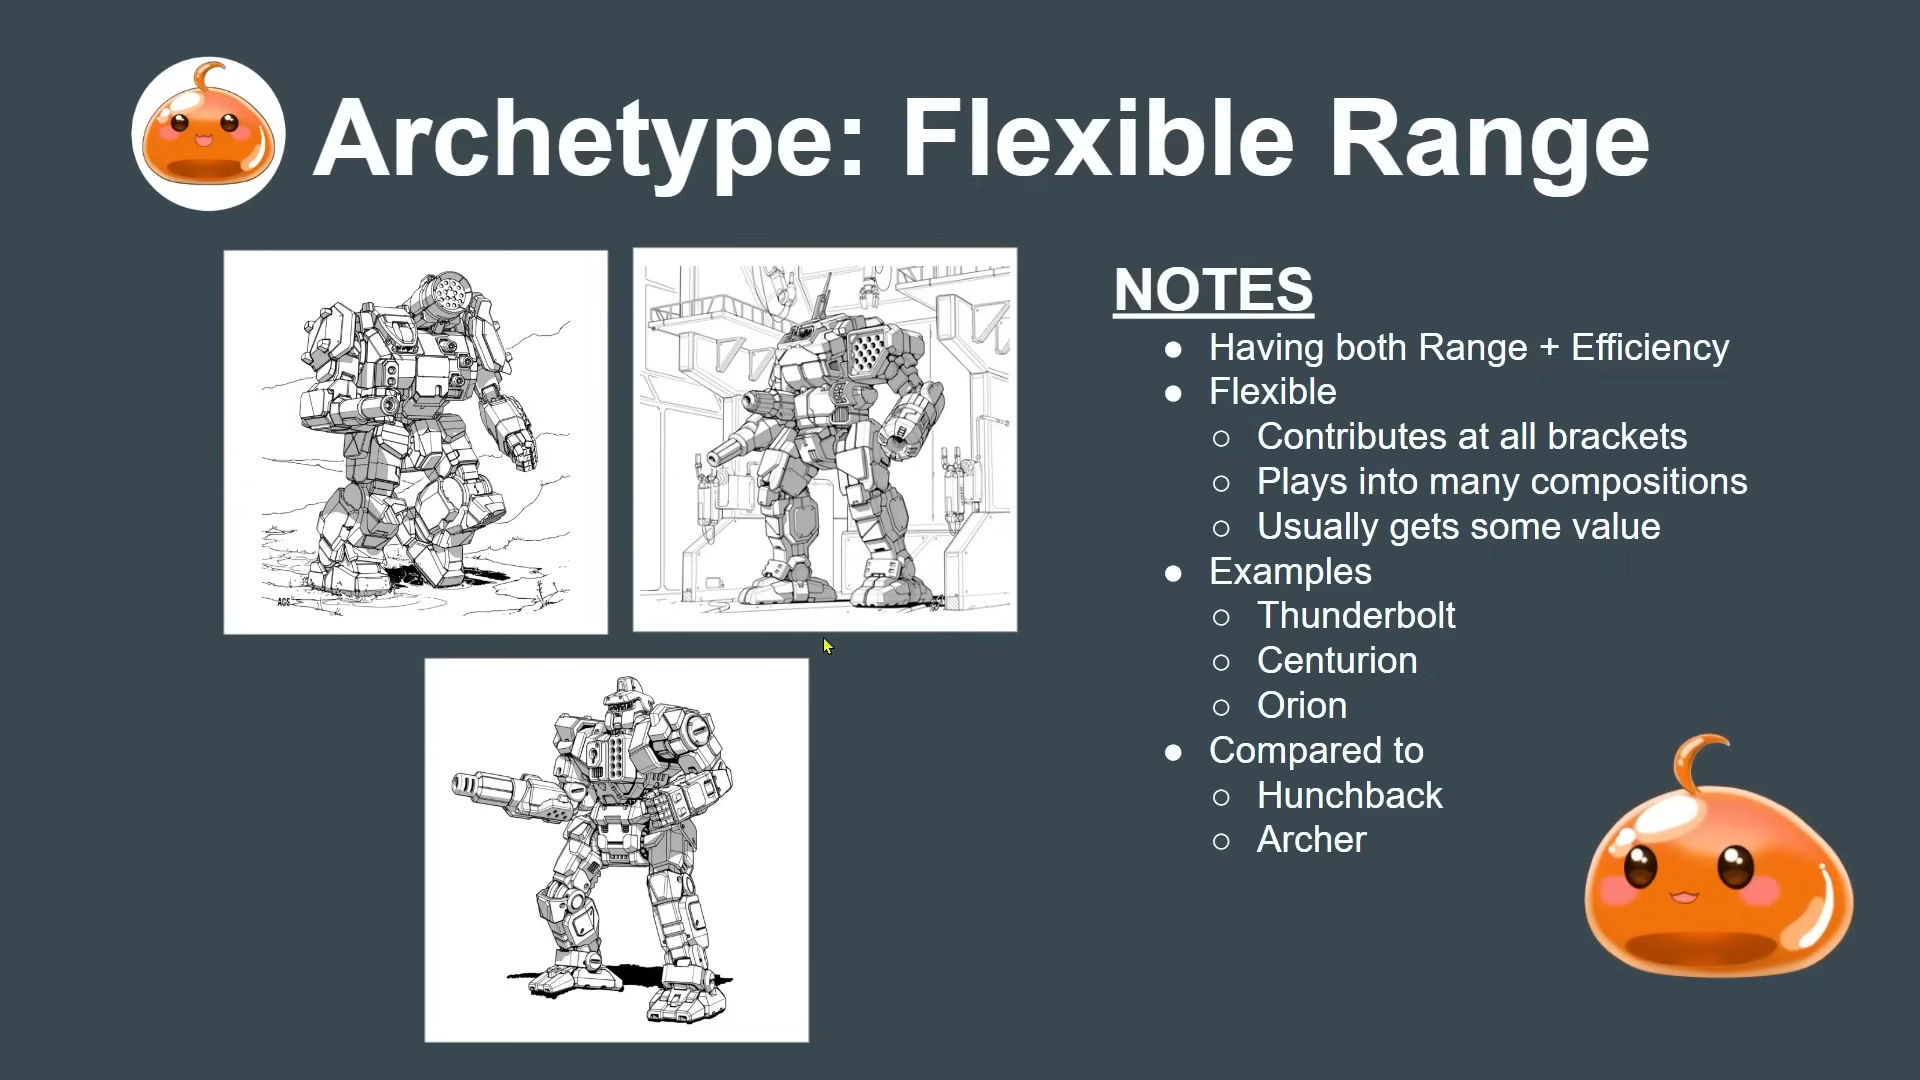 Archetype: Flexible Range
NOTES
● Having both Range + Efficiency
● Flexible
○ Contributes at all brackets
○ Plays into many compositions
○ Usually gets some value
● Examples
○ Thunderbolt
○ Centurion
○ Orion
● Compared to
○ Hunchback
○ Archer
AGS